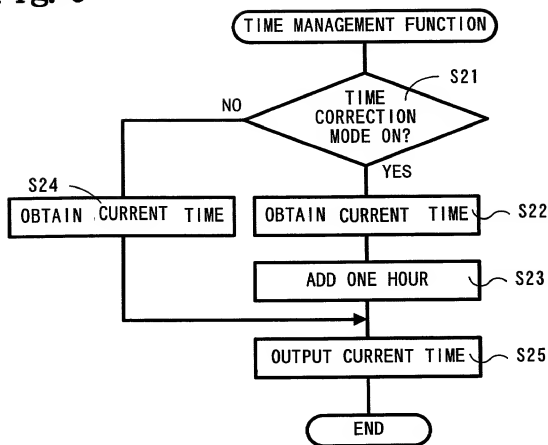 TIME MANAGEMENT FUNCTION
S21
NO
TIME
CORRECTION
MODE ON?
YES
S24
OBTAIN CURRENT TIME
OBTAIN CURRENT TIME
S22
ADD ONE HOUR
S23
OUTPUT CURRENT TIME
S25
END